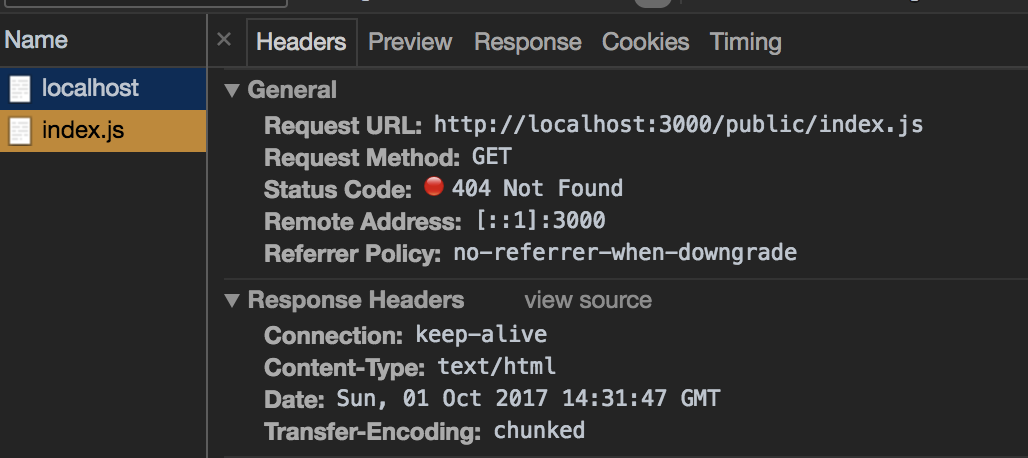 Name
× Headers Preview Response Cookies Timing
localhost
index.js
▼ General
Request URL: http://localhost:3000/public/index.js
Request Method: GET
Status Code: 404 Not Found
Remote Address: [::1]:3000
Referrer Policy: no-referrer-when-downgrade
▼ Response Headers view source
Connection: keep-alive
Content-Type: text/html
Date: Sun, 01 Oct 2017 14:31:47 GMT
Transfer-Encoding: chunked